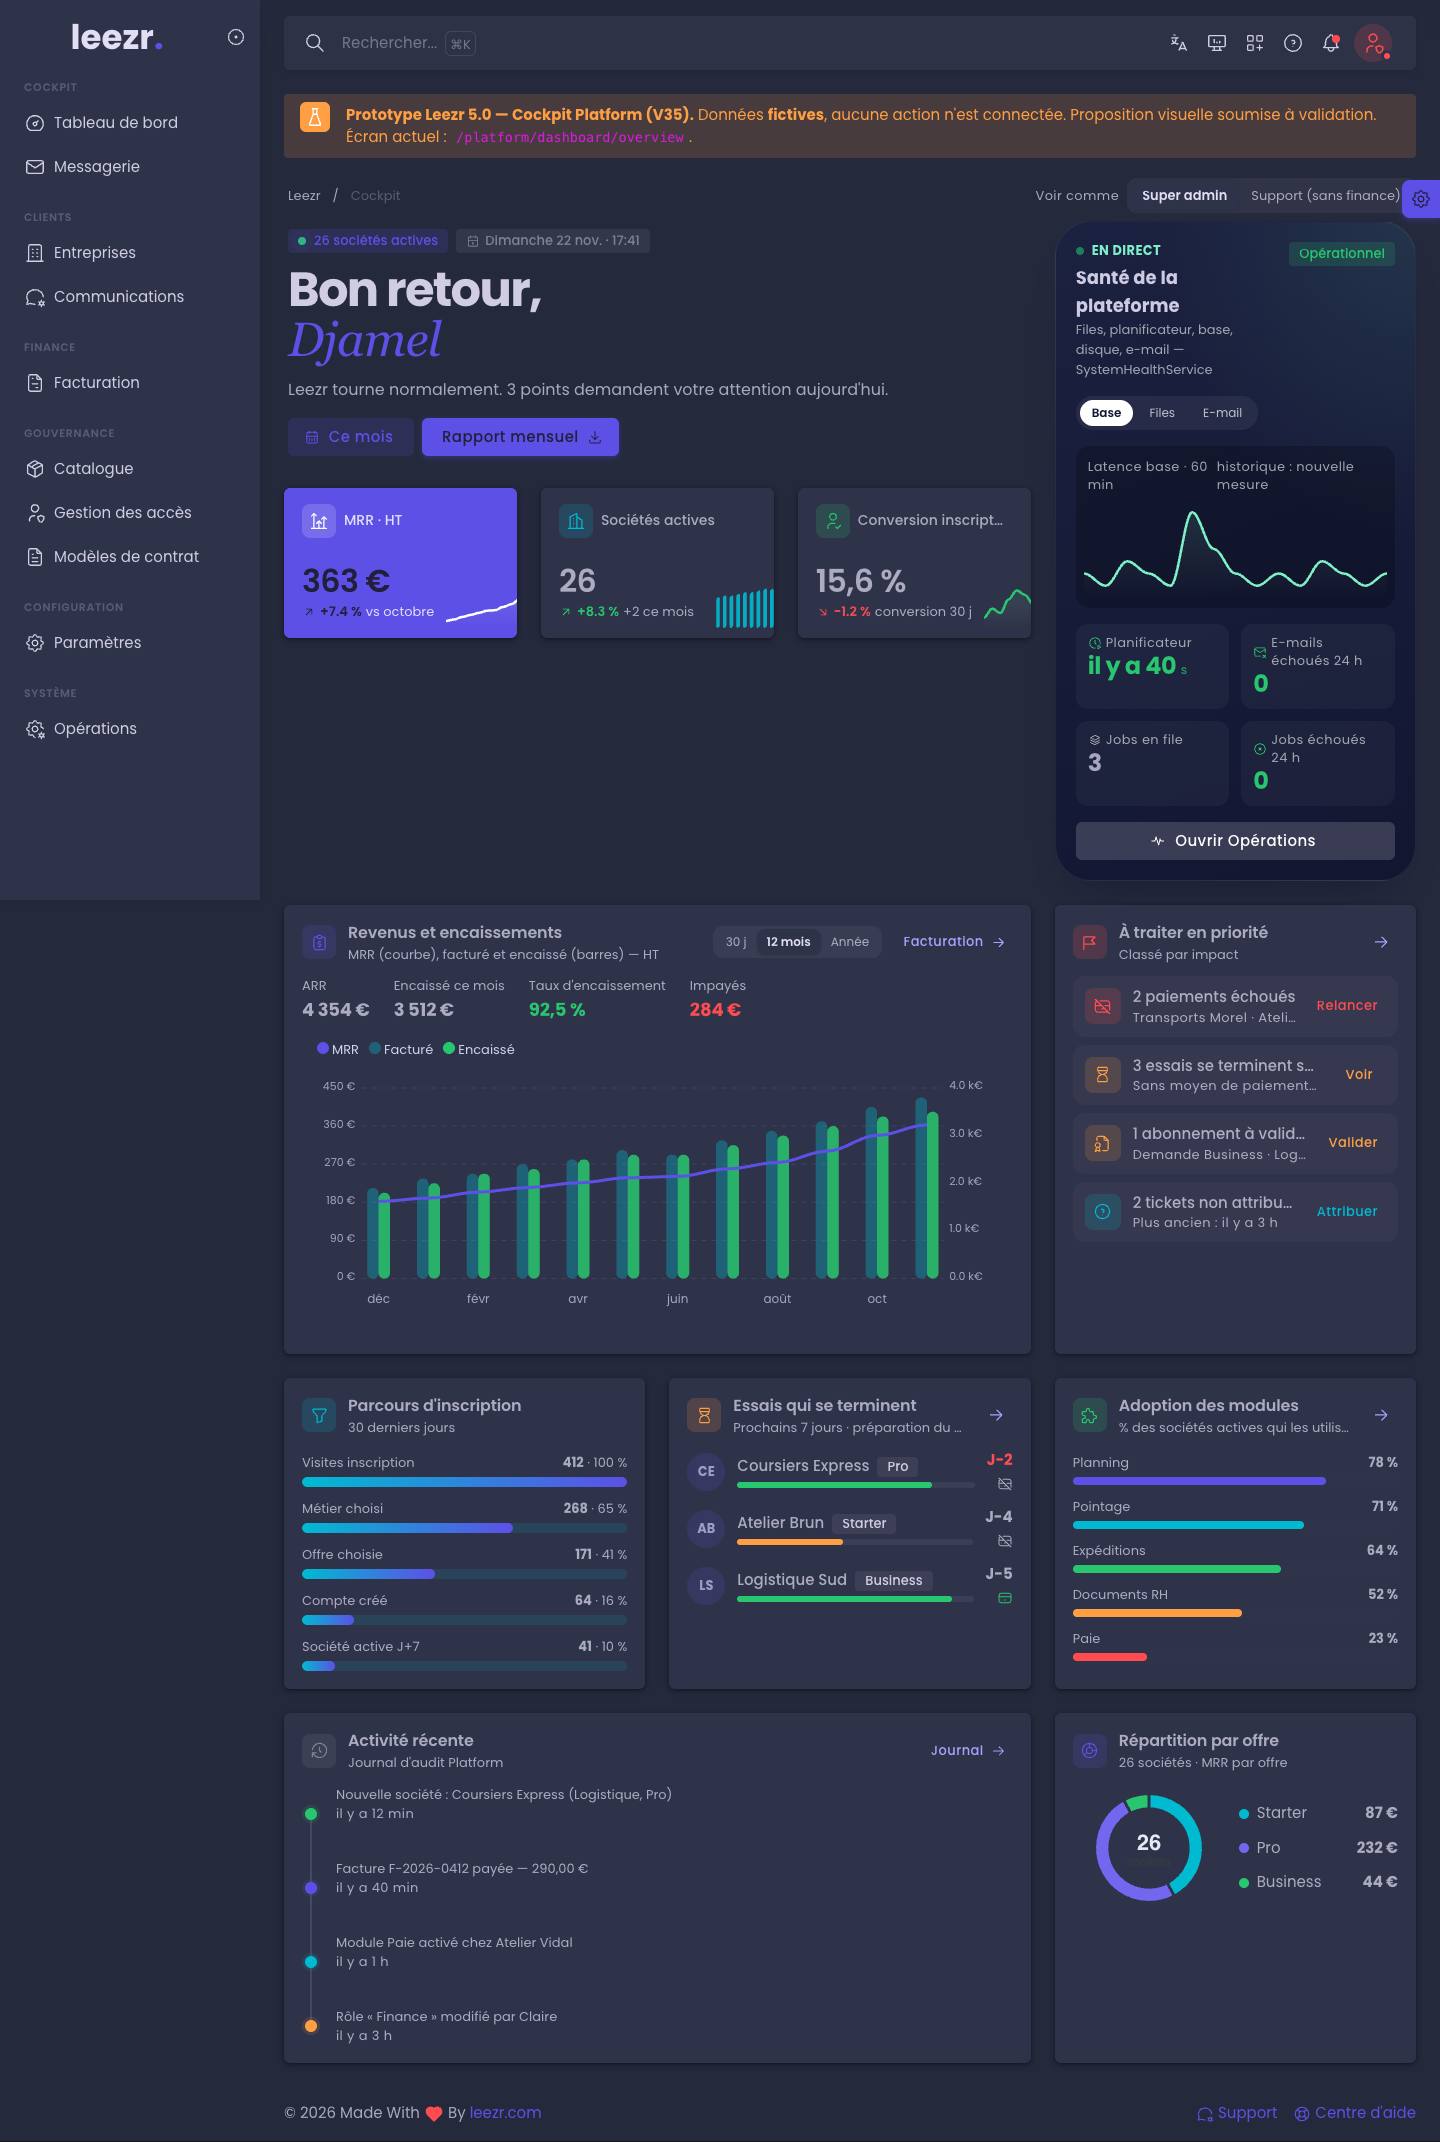 leezr.
COCKPIT
Tableau de bord
Messagerie
CLIENTS
Entreprises
Communications
FINANCE
Facturation
GOUVERNANCE
Catalogue
Gestion des accès
Modèles de contrat
CONFIGURATION
Paramètres
SYSTÈME
Opérations
Rechercher... ⌘K
Prototype Leezr 5.0 — Cockpit Platform (V35). Données fictives, aucune action n'est connectée. Proposition visuelle soumise à validation.
Écran actuel : /platform/dashboard/overview .
Leezr / Cockpit
Voir comme Super admin Support (sans finance)
26 sociétés actives Dimanche 22 nov. · 17:41
Bon retour,
Djamel
Leezr tourne normalement. 3 points demandent votre attention aujourd'hui.
Ce mois Rapport mensuel
MRR · HT
363 €
+7.4 % vs octobre
Sociétés actives
26
+8.3 % +2 ce mois
Conversion inscript...
15,6 %
-1.2 % conversion 30 j
EN DIRECT
Opérationnel
Santé de la
plateforme
Files, planificateur, base,
disque, e-mail —
SystemHealthService
Base Files E-mail
Latence base · 60
min
historique : nouvelle
mesure
Planificateur
il y a 40 s
E-mails
échoués 24 h
0
Jobs en file
3
Jobs échoués
24 h
0
Ouvrir Opérations
Revenus et encaissements
MRR (courbe), facturé et encaissé (barres) — HT
30 j 12 mois Année
Facturation
ARR
4 354 €
Encaissé ce mois
3 512 €
Taux d'encaissement
92,5 %
Impayés
284 €
MRR Facturé Encaissé
450 €
360 €
270 €
180 €
90 €
0 €
4.0 k€
3.0 k€
2.0 k€
1.0 k€
0.0 k€
déc févr avr juin août oct
À traiter en priorité
Classé par impact
2 paiements échoués
Transports Morel · Ateli...
Relancer
3 essais se terminent s...
Sans moyen de paiement...
Voir
1 abonnement à valid...
Demande Business · Log...
Valider
2 tickets non attribu...
Plus ancien : il y a 3 h
Attribuer
Parcours d'inscription
30 derniers jours
Visites inscription 412 · 100 %
Métier choisi 268 · 65 %
Offre choisie 171 · 41 %
Compte créé 64 · 16 %
Société active J+7 41 · 10 %
Essais qui se terminent
Prochains 7 jours · préparation du ...
CE Coursiers Express Pro J-2
AB Atelier Brun Starter J-4
LS Logistique Sud Business J-5
Adoption des modules
% des sociétés actives qui les utilis...
Planning 78 %
Pointage 71 %
Expéditions 64 %
Documents RH 52 %
Paie 23 %
Activité récente
Journal d'audit Platform
Journal
Nouvelle société : Coursiers Express (Logistique, Pro)
il y a 12 min
Facture F-2026-0412 payée — 290,00 €
il y a 40 min
Module Paie activé chez Atelier Vidal
il y a 1 h
Rôle « Finance » modifié par Claire
il y a 3 h
Répartition par offre
26 sociétés · MRR par offre
26
Starter 87 €
Pro 232 €
Business 44 €
© 2026 Made With By leezr.com
Support Centre d'aide